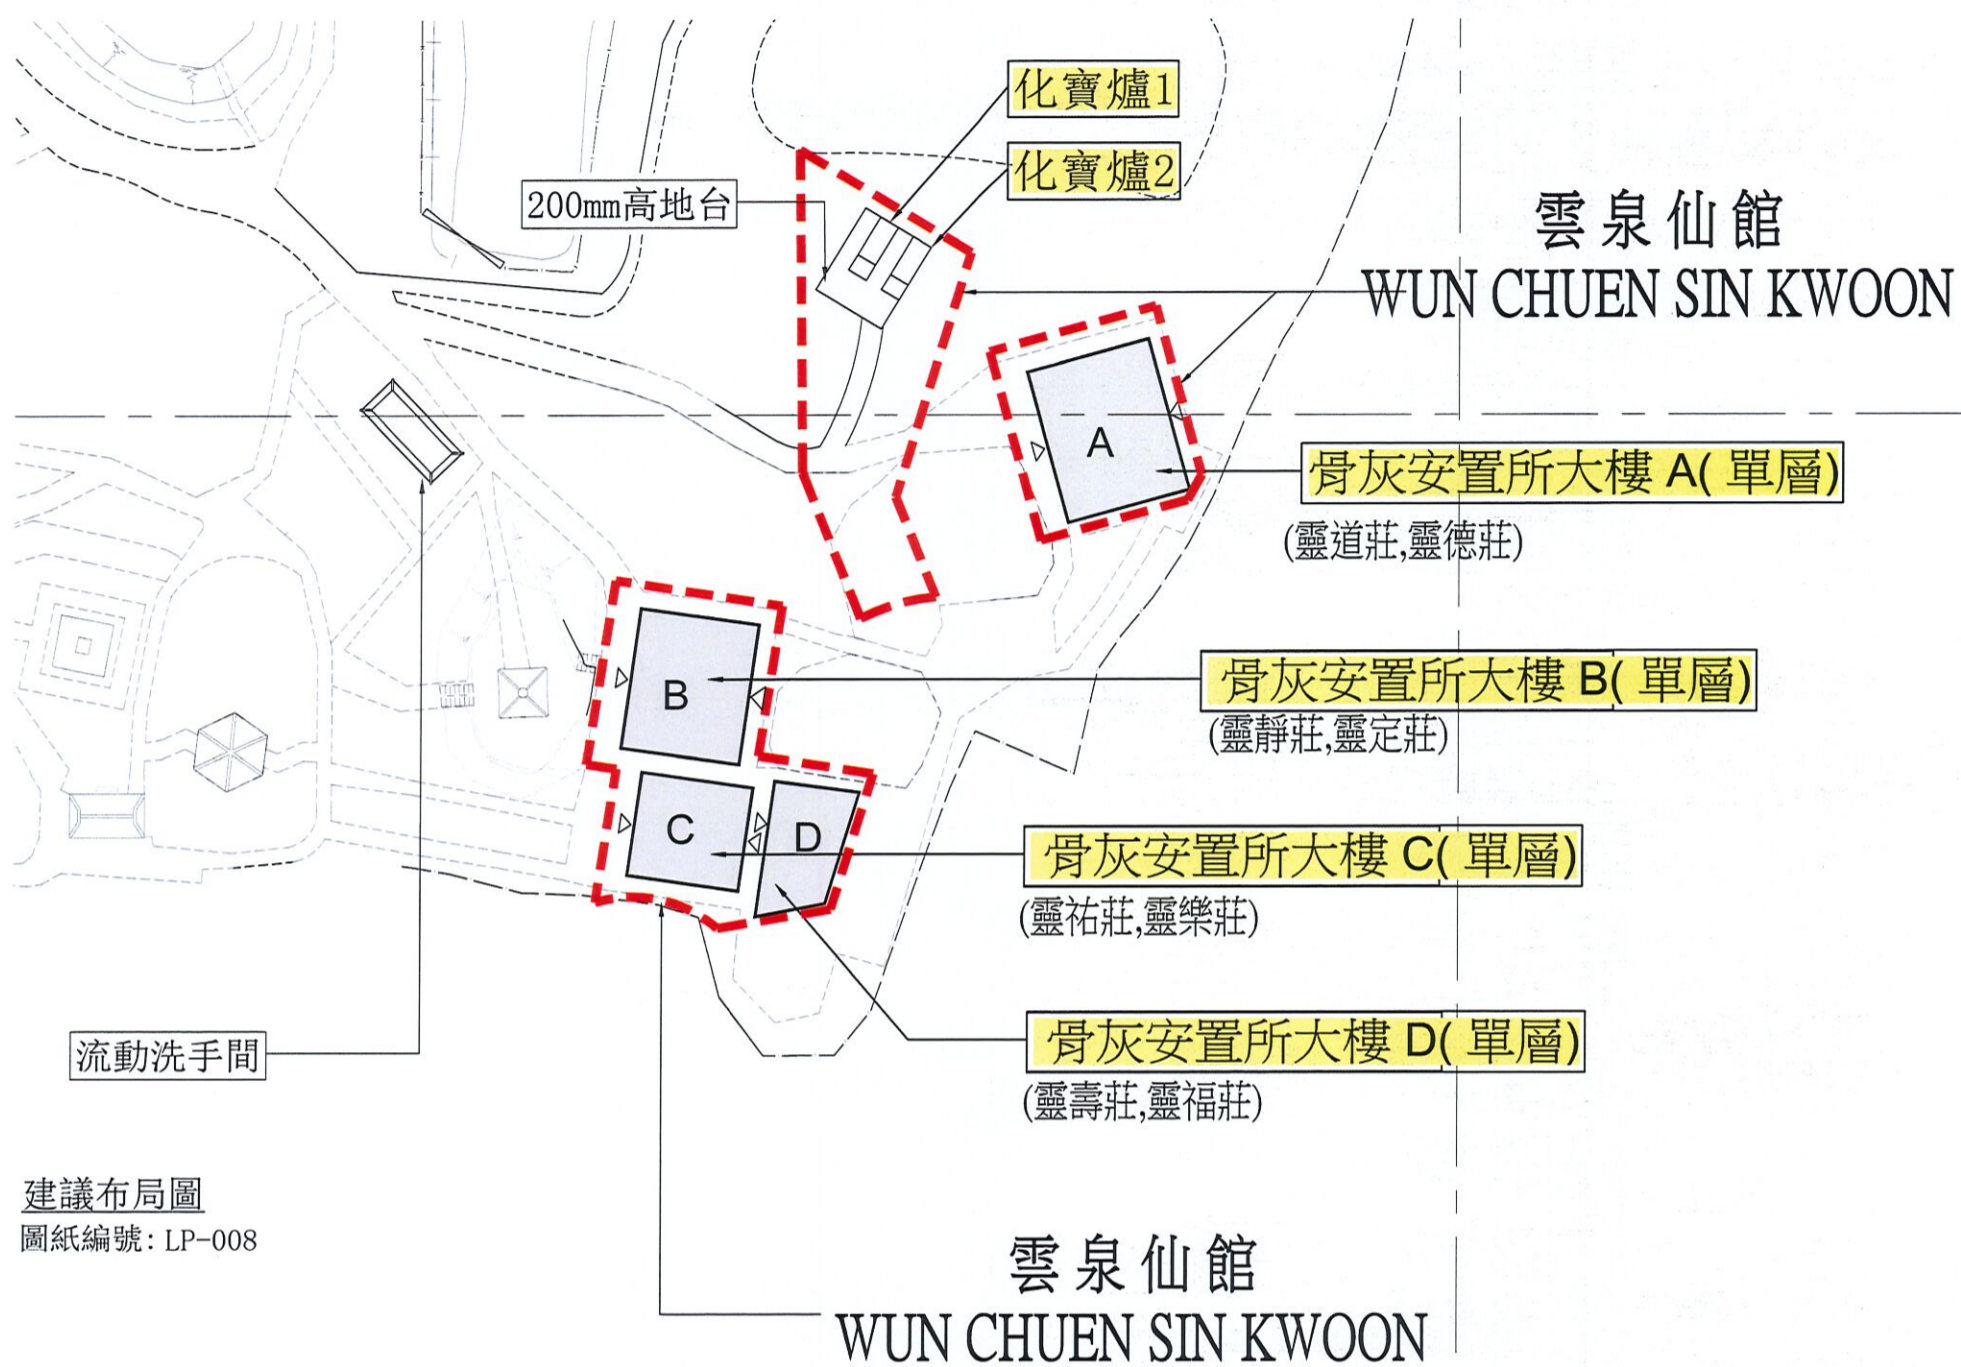 化寶爐1
化寶爐2
200mm高地台
雲泉仙館
WUN CHUEN SIN KWOON
A
骨灰安置所大樓 A(單層)
(靈道莊,靈德莊)
B
骨灰安置所大樓 B(單層)
(靈靜莊,靈定莊)
C
D
骨灰安置所大樓 C(單層)
(靈祐莊,靈樂莊)
骨灰安置所大樓 D(單層)
(靈壽莊,靈福莊)
流動洗手間
建議布局圖
圖紙編號: LP-008
雲泉仙館
WUN CHUEN SIN KWOON